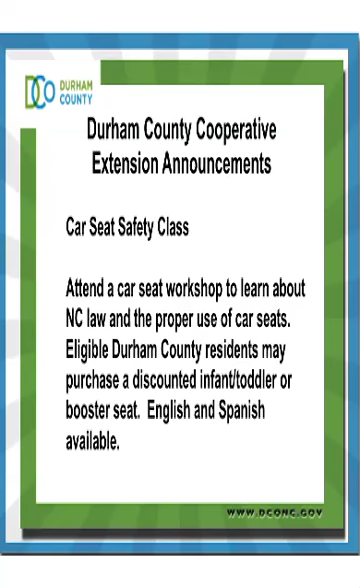 DCO DURHAM
COUNTY
Durham County Cooperative
Extension Announcements
Car Seat Safety Class
Attend a car seat workshop to learn about
NC law and the proper use of car seats.
Eligible Durham County residents may
purchase a discounted infant/toddler or
booster seat.  English and Spanish
available.
WWW.DCONC.GOV